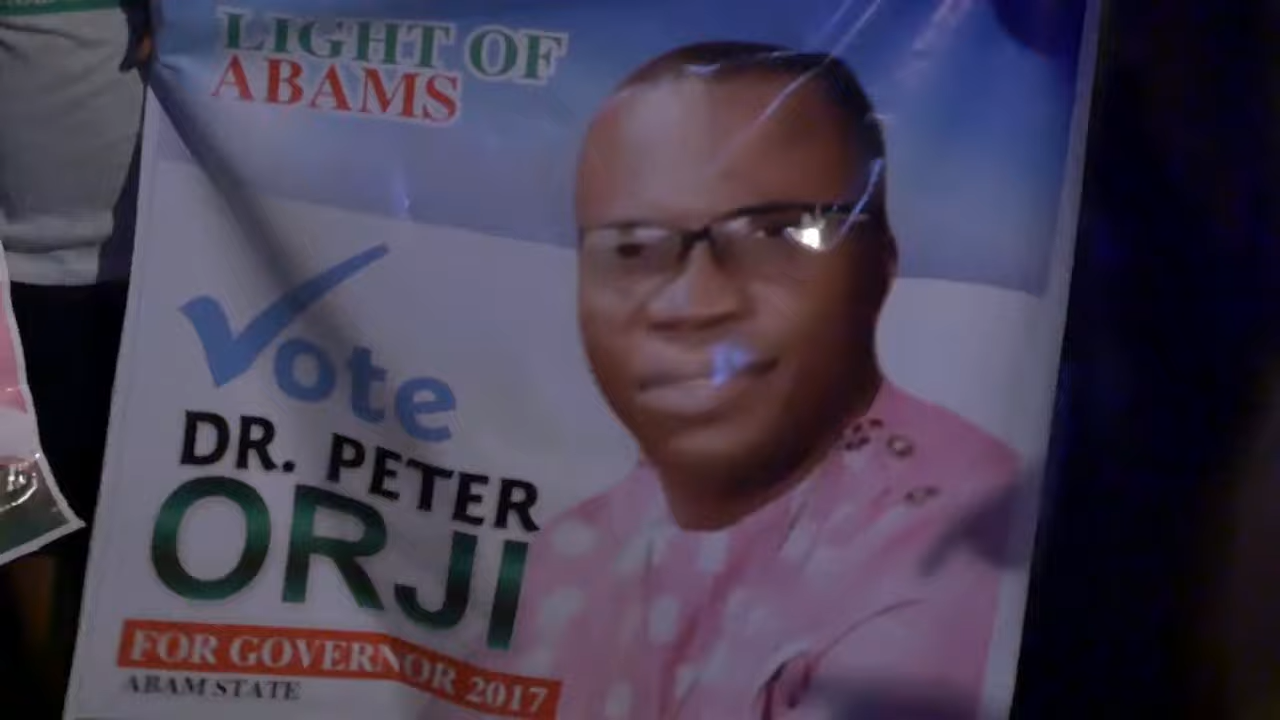 LIGHT OF
ABAMS
Vote
DR. PETER
ORJI
FOR GOVERNOR 2017
ABAM STATE